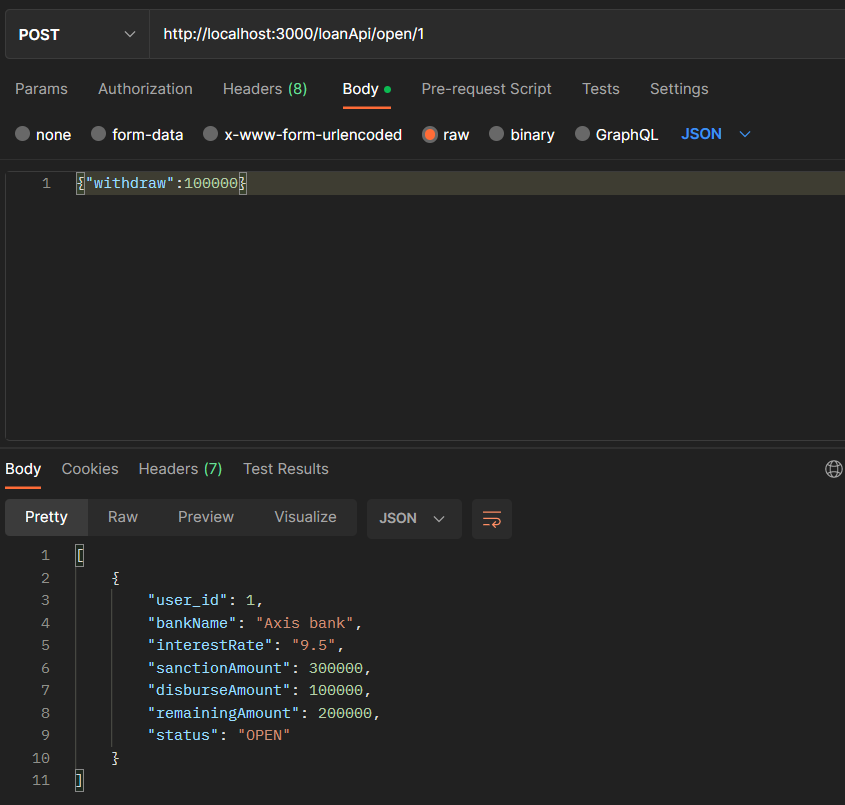 POST http://localhost:3000/loanApi/open/1
Params Authorization Headers (8) Body Pre-request Script Tests Settings
none form-data x-www-form-urlencoded raw binary GraphQL JSON
1 {"withdraw":100000}
Body Cookies Headers (7) Test Results
Pretty Raw Preview Visualize JSON
1 [
2 {
3 "user_id": 1,
4 "bankName": "Axis bank",
5 "interestRate": "9.5",
6 "sanctionAmount": 300000,
7 "disburseAmount": 100000,
8 "remainingAmount": 200000,
9 "status": "OPEN"
10 }
11 ]